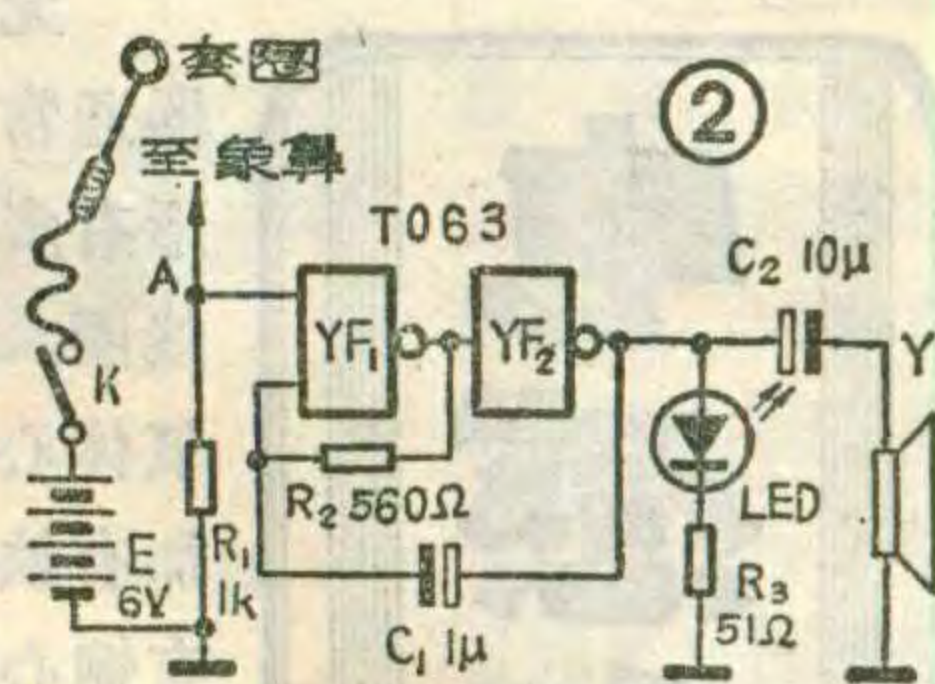 套圈
②
至象鼻
T063
A
C₂ 10μ
YF₁
YF₂
Y
K
R₂ 560Ω
LED
E
6V
R₁
1k
R₃
51Ω
C₁ 1μ